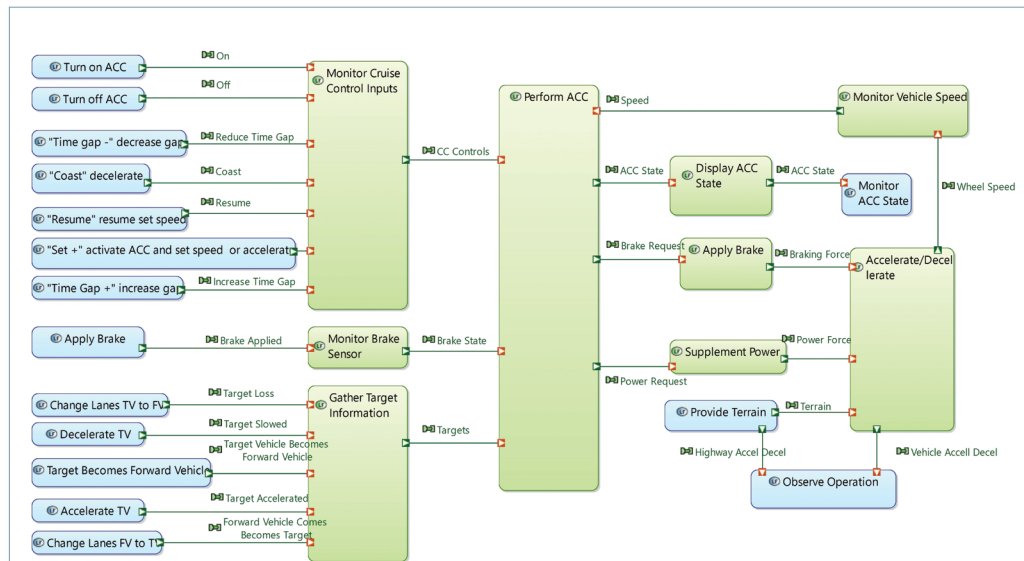 Turn on ACC
On
Turn off ACC
Off
"Time gap -" decrease gap
Reduce Time Gap
"Coast" decelerate
Coast
"Resume" resume set speed
Resume
"Set +" activate ACC and set speed or accelerat
"Time Gap +" increase gap
Increase Time Gap
Monitor Cruise
Control Inputs
CC Controls
Apply Brake
Brake Applied
Monitor Brake
Sensor
Brake State
Change Lanes TV to FV
Target Loss
Decelerate TV
Target Slowed
Target Becomes Forward Vehicl
Target Vehicle Becomes
Forward Vehicle
Accelerate TV
Target Accelerated
Change Lanes FV to TV
Forward Vehicle Comes
Becomes Target
Gather Target
Information
Targets
Perform ACC
Speed
Monitor Vehicle Speed
ACC State
Display ACC
State
ACC State
Monitor
ACC State
Wheel Speed
Brake Request
Apply Brake
Braking Force
Accelerate/Decel
lerate
Supplement Power
Power Force
Power Request
Provide Terrain
Terrain
Highway Accel Decel
Vehicle Accell Decel
Observe Operation